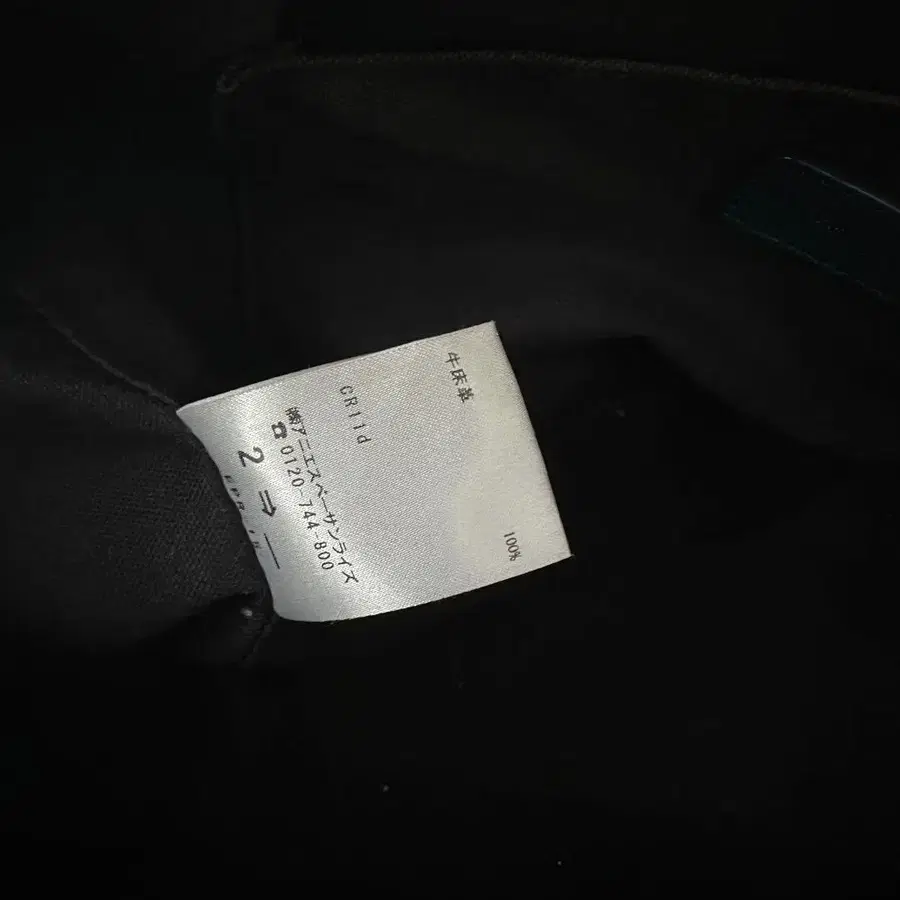 牛床革 100%
GR11d
㈱アニエスベーサンライズ
☎ 0120-744-800
2 ⇒ —